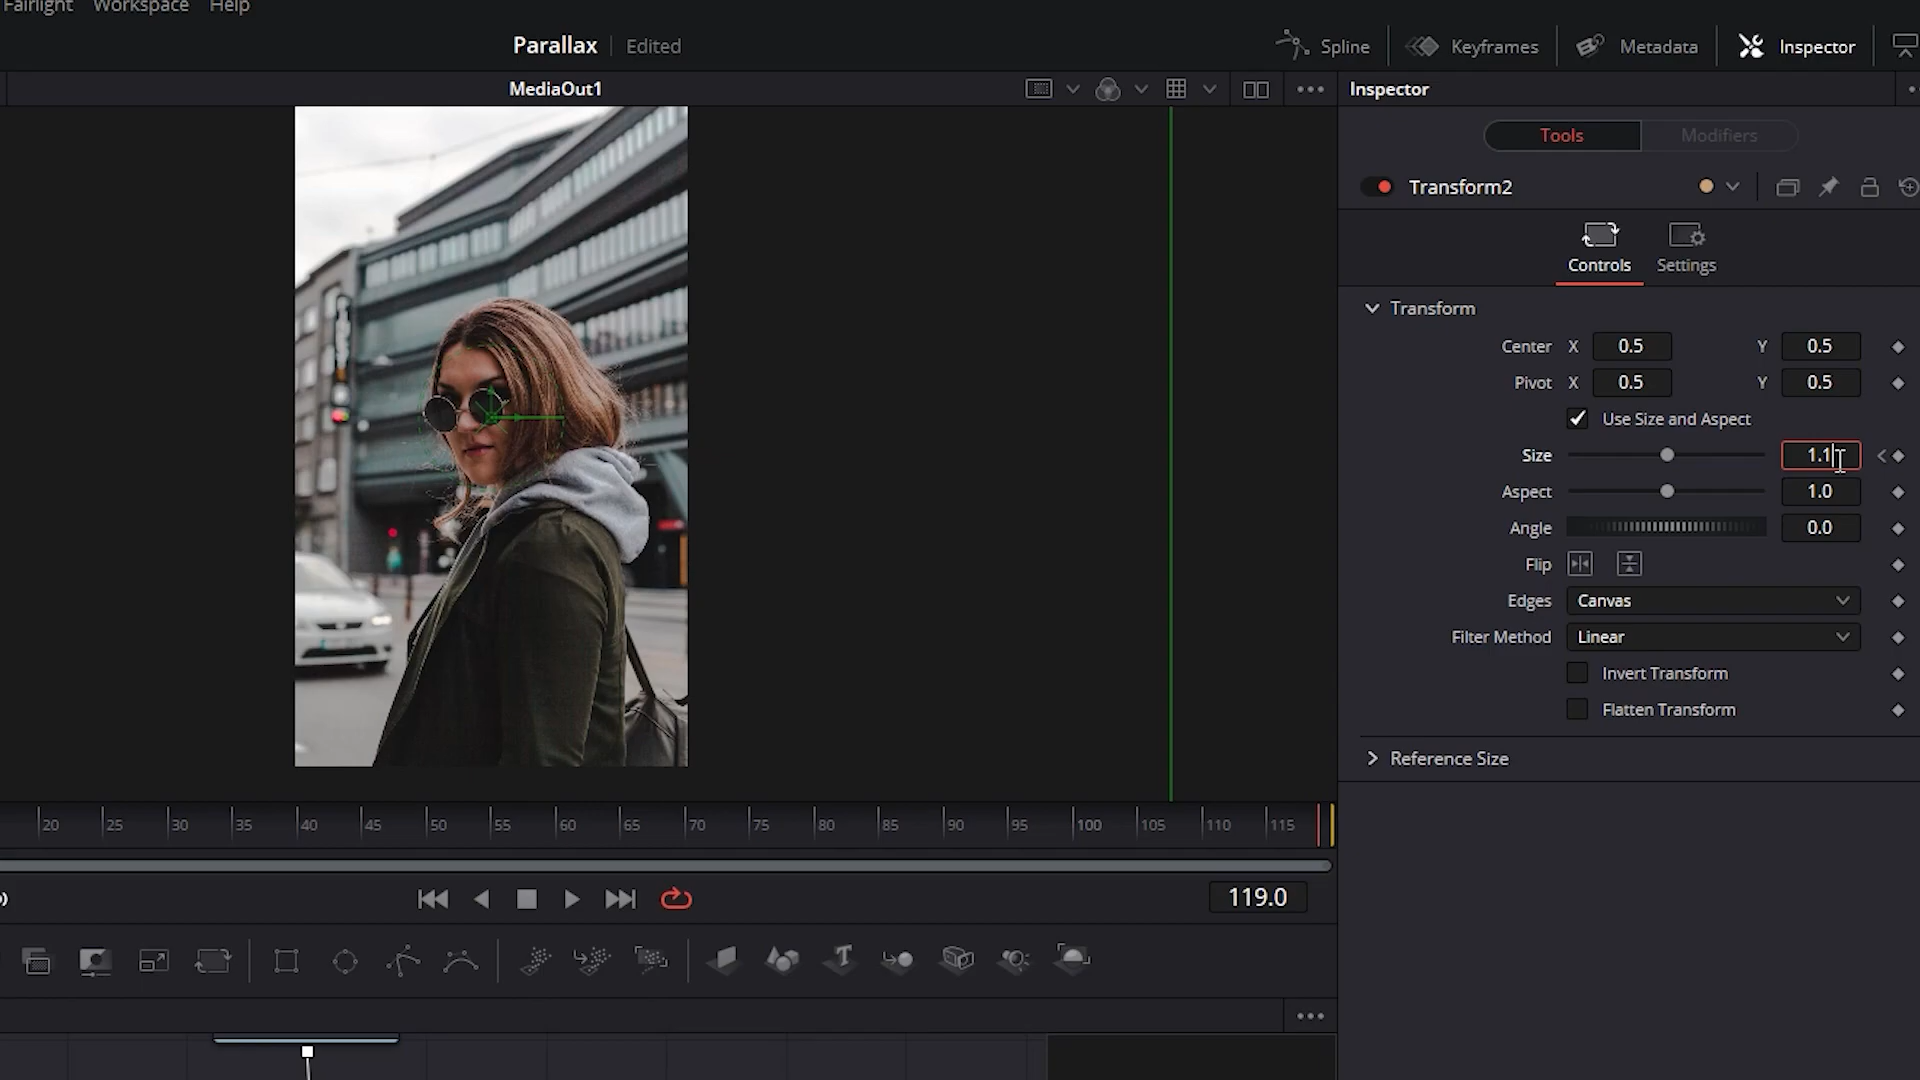 Fairlight Workspace Help
Parallax Edited
Spline Keyframes Metadata Inspector
MediaOut1
Inspector
Tools Modifiers
Transform2
Controls Settings
Transform
Center X 0.5 Y 0.5
Pivot X 0.5 Y 0.5
Use Size and Aspect
Size 1.1
Aspect 1.0
Angle 0.0
Flip
Edges Canvas
Filter Method Linear
Invert Transform
Flatten Transform
Reference Size
20 25 30 35 40 45 50 55 60 65 70 75 80 85 90 95 100 105 110 115
119.0